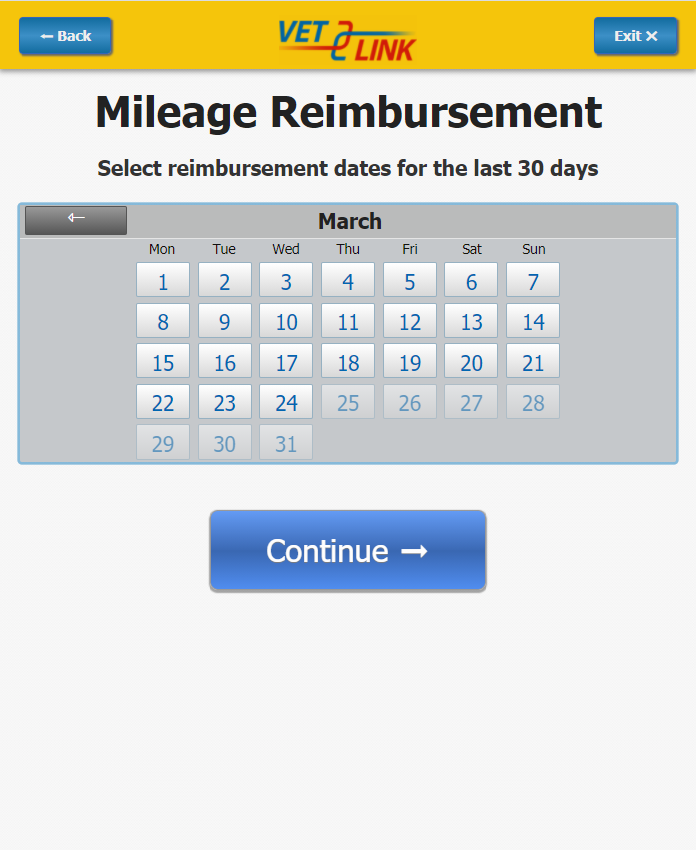 ← Back
VET LINK
Exit ✕
Mileage Reimbursement
Select reimbursement dates for the last 30 days
← March
Mon Tue Wed Thu Fri Sat Sun
1 2 3 4 5 6 7
8 9 10 11 12 13 14
15 16 17 18 19 20 21
22 23 24 25 26 27 28
29 30 31
Continue →